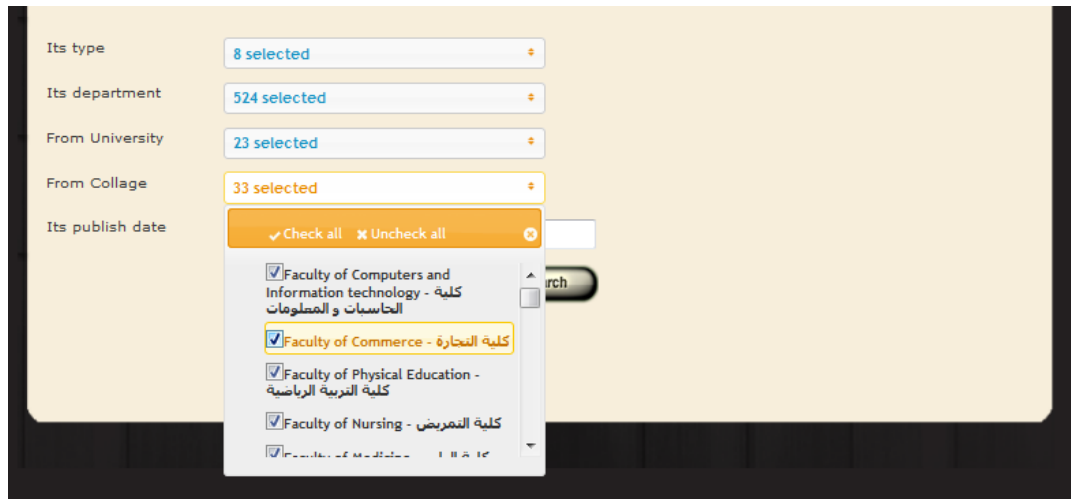 Its type
8 selected
Its department
524 selected
From University
23 selected
From Collage
33 selected
Its publish date
Check all Uncheck all
Faculty of Computers and
Information technology - كلية
الحاسبات و المعلومات
Faculty of Commerce - كلية التجارة
Faculty of Physical Education -
كلية التربية الرياضية
Faculty of Nursing - كلية التمريض